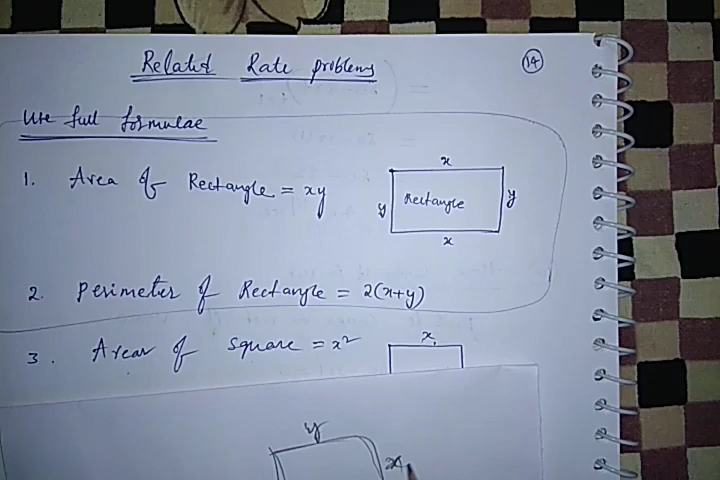 Related Rate problems
14
Use full formulae
1. Area of Rectangle = xy
x
y
Rectangle
y
x
2. perimeter of Rectangle = 2(x+y)
3. Area of square = x²
x
y
x